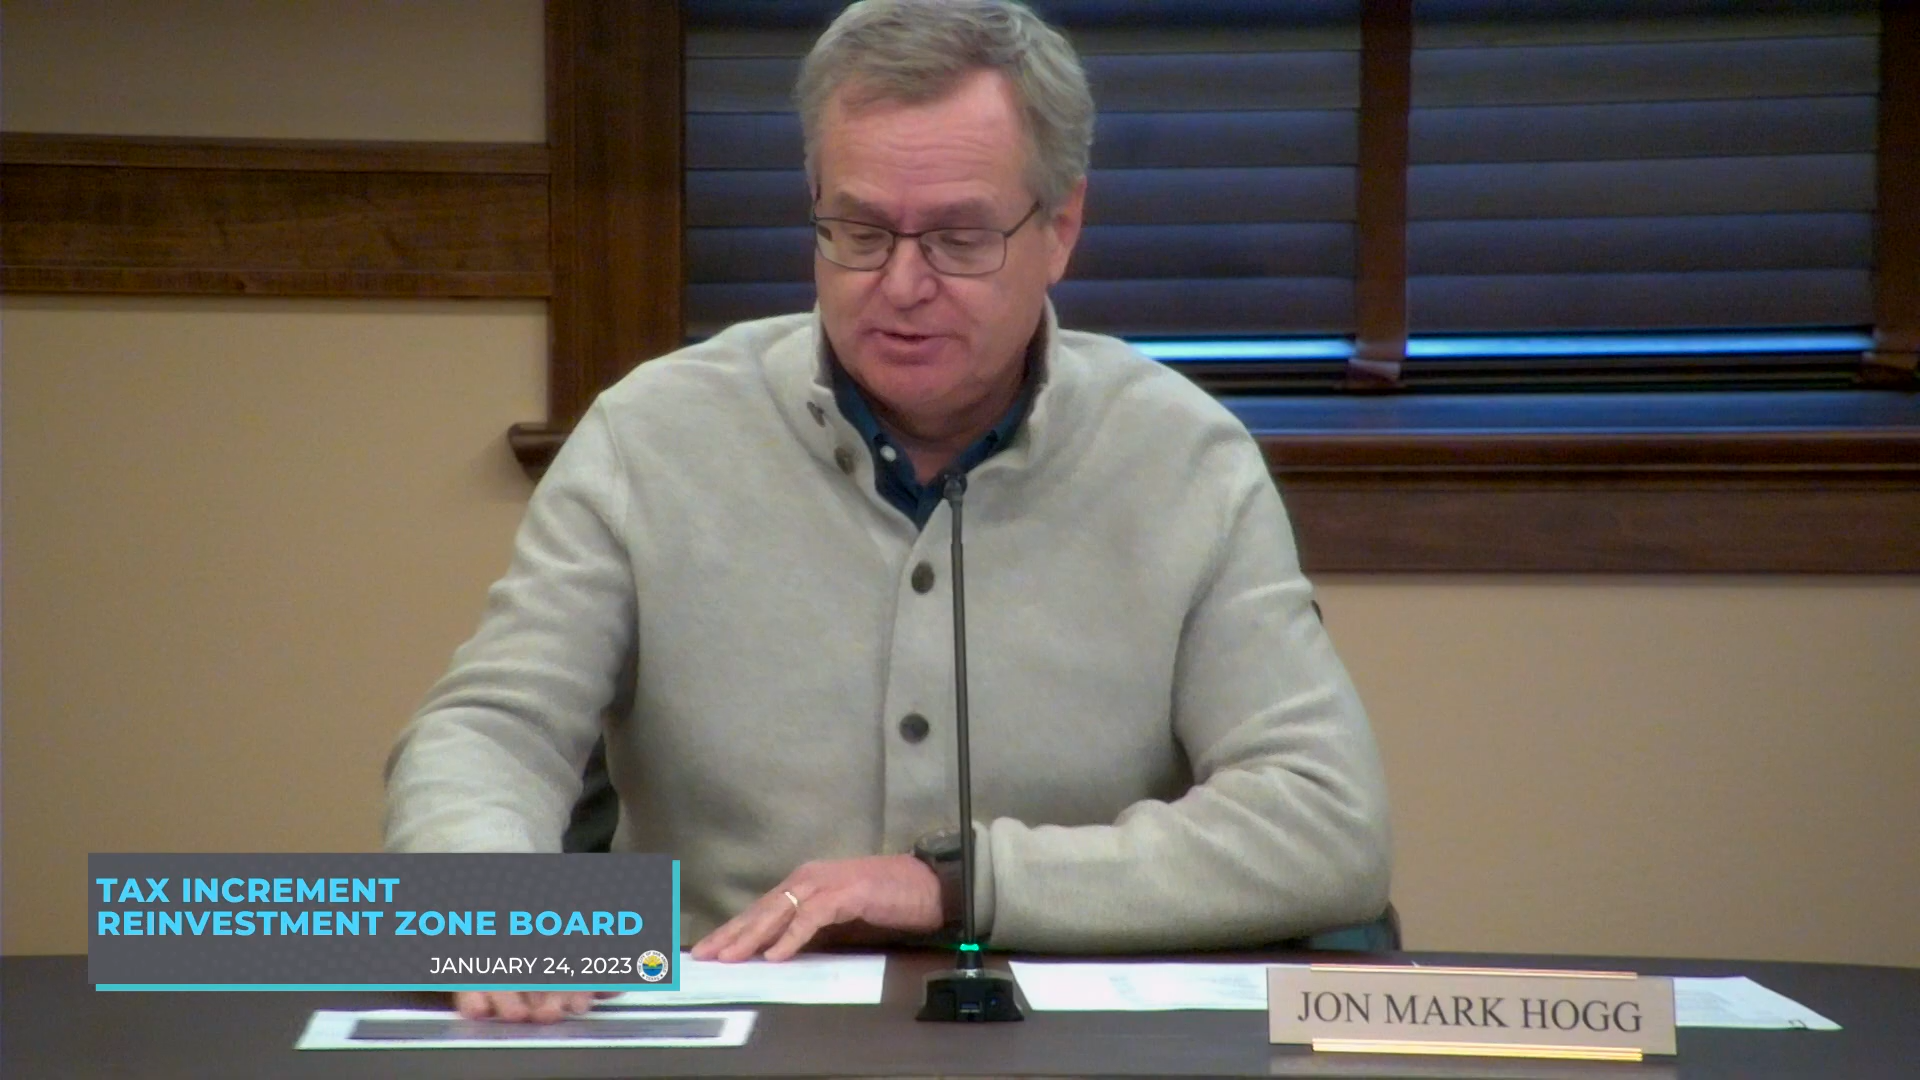 TAX INCREMENT
REINVESTMENT ZONE BOARD
JANUARY 24, 2023
JON MARK HOGG